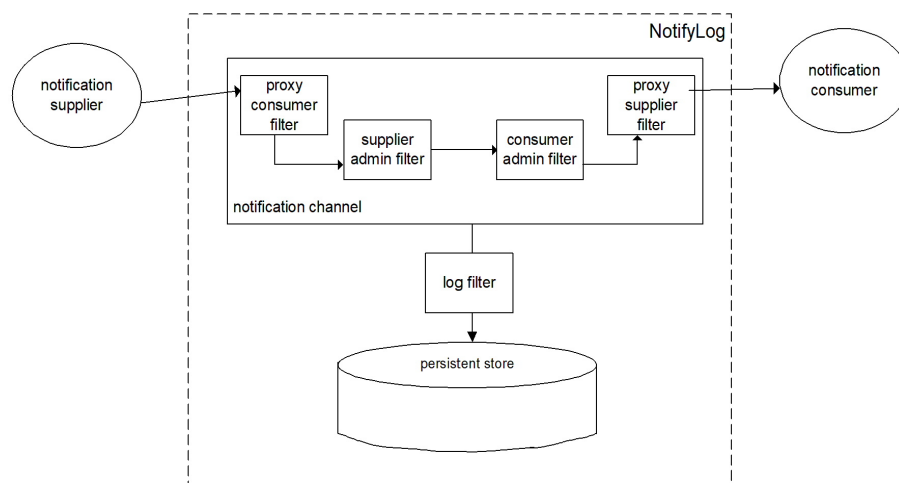 NotifyLog
notification
supplier
proxy
consumer
filter
supplier
admin filter
consumer
admin filter
proxy
supplier
filter
notification
consumer
notification channel
log filter
persistent store